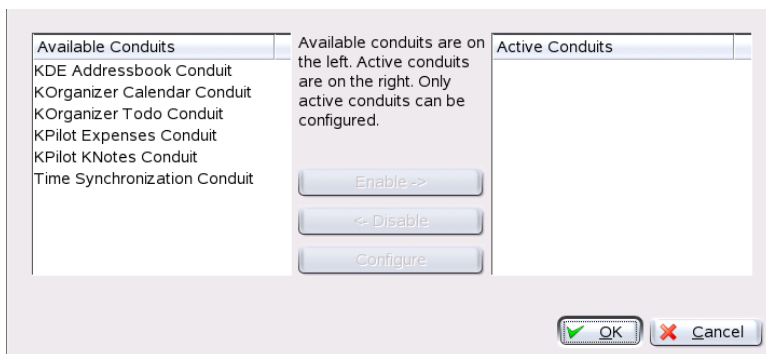 Available Conduits
KDE Addressbook Conduit
KOrganizer Calendar Conduit
KOrganizer Todo Conduit
KPilot Expenses Conduit
KPilot KNotes Conduit
Time Synchronization Conduit
Available conduits are on
the left. Active conduits
are on the right. Only
active conduits can be
configured.
Enable ->
<- Disable
Configure
Active Conduits
OK
Cancel